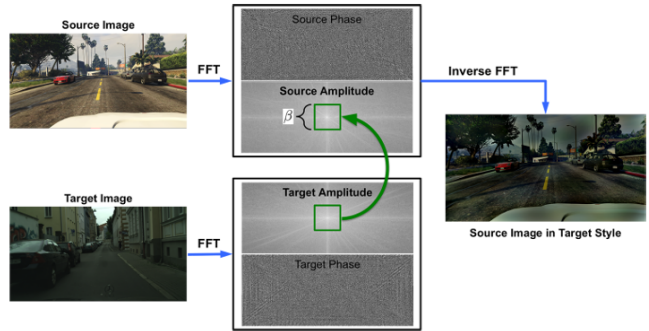 Source Image
FFT
Source Phase
Source Amplitude
β
Inverse FFT
Target Image
FFT
Target Amplitude
Target Phase
Source Image in Target Style